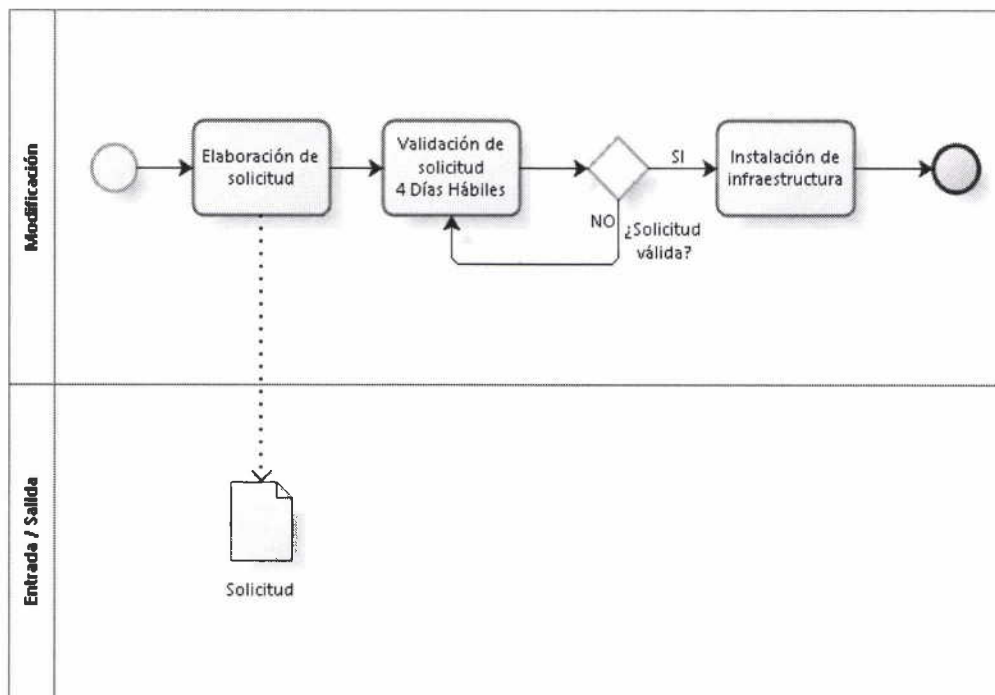 Modificación
Elaboración de
solicitud
Validación de
solicitud
4 Días Hábiles
SI
NO
¿Solicitud
válida?
Instalación de
infraestructura
Entrada / Salida
Solicitud